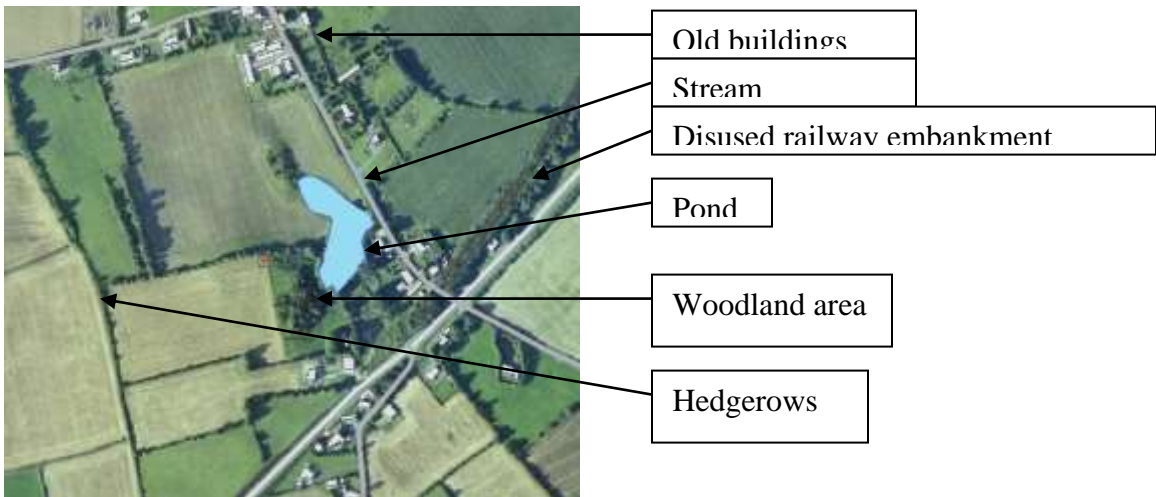 Old buildings
Stream
Disused railway embankment
Pond
Woodland area
Hedgerows